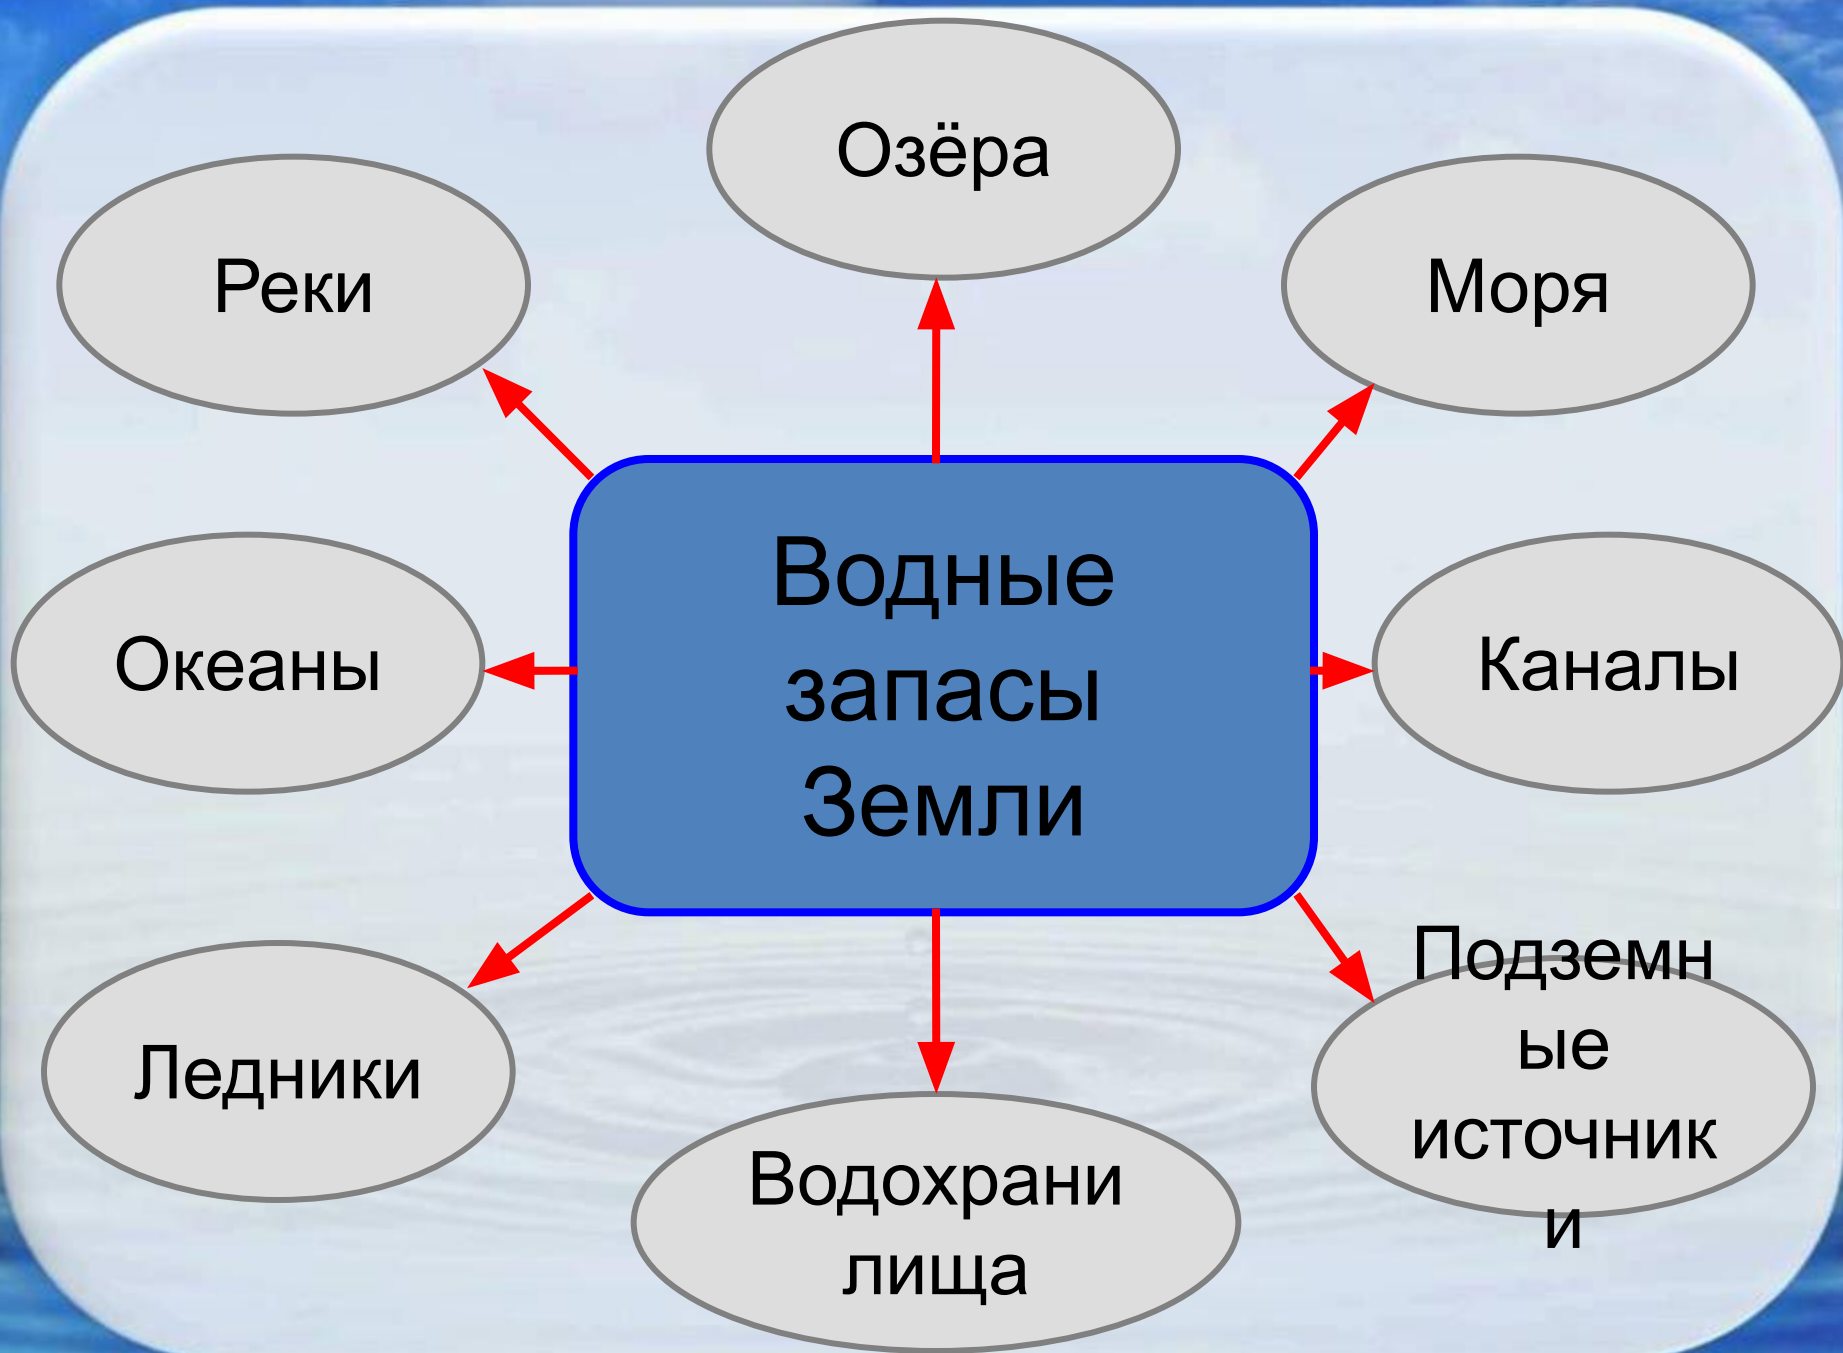 Озёра
Реки
Моря
Водные
запасы
Земли
Океаны
Каналы
Ледники
Водохрани
лища
Подземн
ые
источник
и